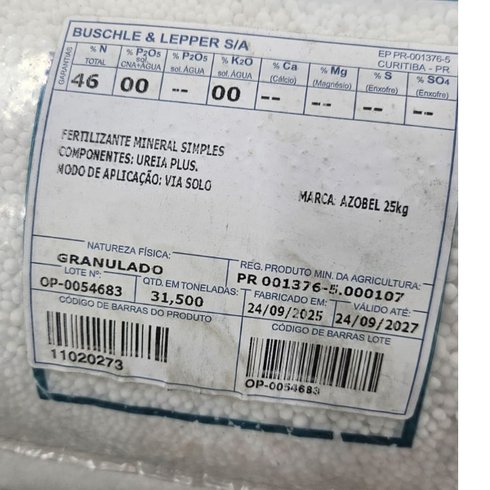 BUSCHLE & LEPPER S/A
EP PR-001376-5
CURITIBA - PR
GARANTIAS
% N TOTAL
% P2O5 sol. CNA+ÁGUA
% P2O5 sol. ÁGUA
% K2O sol. ÁGUA
% Ca (Cálcio)
% Mg (Magnésio)
% S (Enxofre)
% SO4 (Enxofre)
46 00 -- 00 -- -- -- --
FERTILIZANTE MINERAL SIMPLES
COMPONENTES: UREIA PLUS.
MODO DE APLICAÇÃO: VIA SOLO
MARCA: AZOBEL 25kg
NATUREZA FÍSICA:
GRANULADO
REG. PRODUTO MIN. DA AGRICULTURA:
PR 001376-5.000107
LOTE Nº:
OP-0054683
QTD. EM TONELADAS:
31,500
FABRICADO EM:
24/09/2025
VÁLIDO ATÉ:
24/09/2027
CÓDIGO DE BARRAS DO PRODUTO
11020273
CÓDIGO DE BARRAS LOTE
OP-0054683